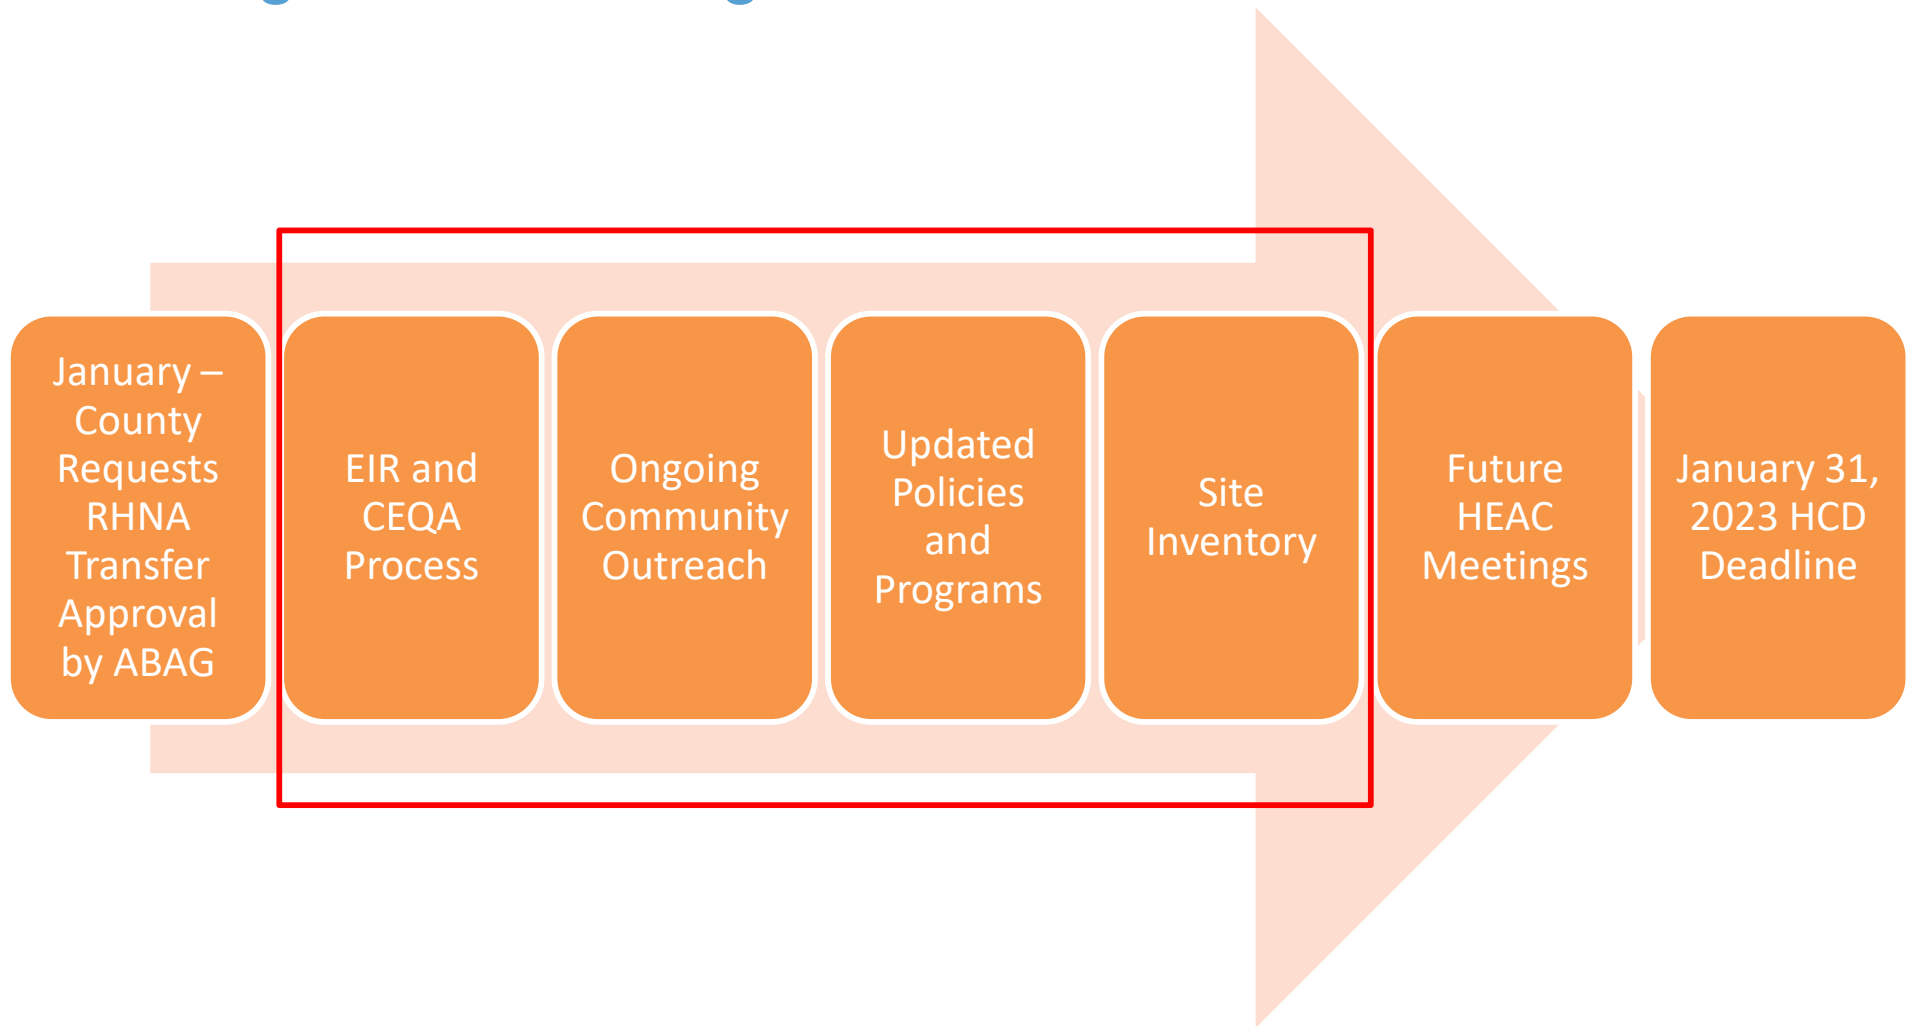 January –
County
Requests
RHNA
Transfer
Approval
by ABAG
EIR and
CEQA
Process
Ongoing
Community
Outreach
Updated
Policies
and
Programs
Site
Inventory
Future
HEAC
Meetings
January 31,
2023 HCD
Deadline